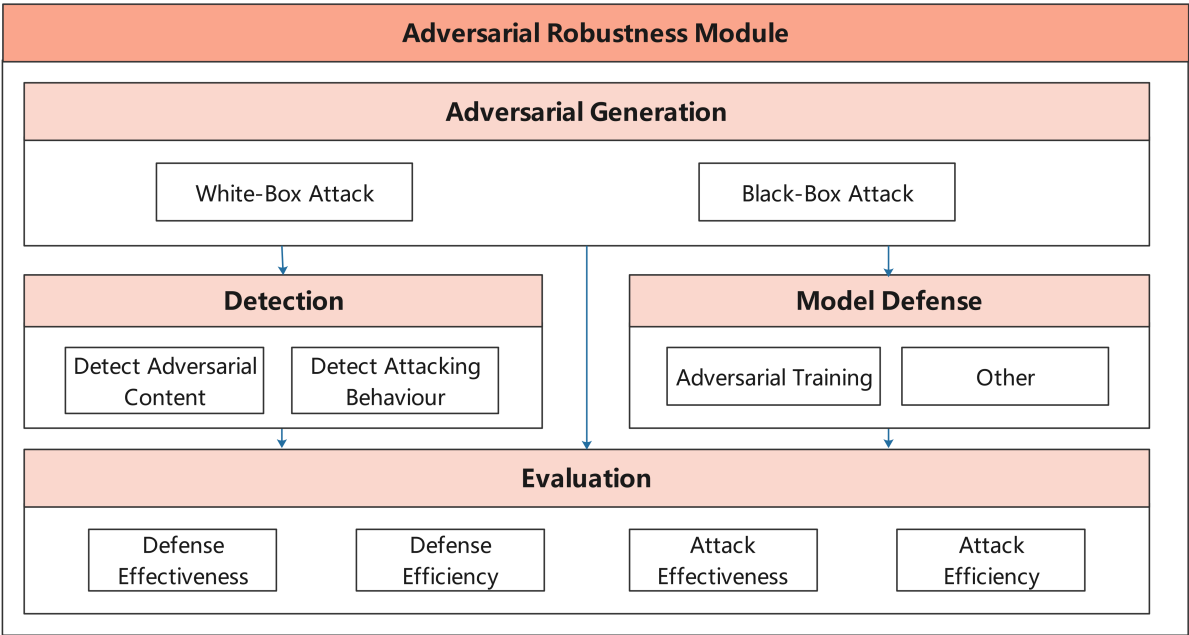 Adversarial Robustness Module
Adversarial Generation
White-Box Attack
Black-Box Attack
Detection
Detect Adversarial
Content
Detect Attacking
Behaviour
Model Defense
Adversarial Training
Other
Evaluation
Defense
Effectiveness
Defense
Efficiency
Attack
Effectiveness
Attack
Efficiency